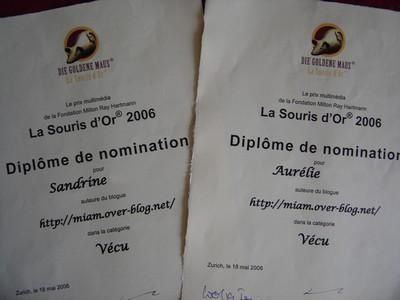 DIE GOLDENE MAUS®
La Souris d'Or
Le prix multimédia
de la Fondation Milton Ray Hartmann
La Souris d'Or® 2006
Diplôme de nomination
pour
Sandrine
auteure du blogue
http://miam.over-blog.net/
dans la catégorie
Vécu
Zurich, le 18 mai 2006
DIE GOLDENE MAUS®
La Souris d'Or
Le prix multimédia
de la Fondation Milton Ray Hartmann
La Souris d'Or® 2006
Diplôme de nomination
pour
Aurélie
auteure du blogue
http://miam.over-blog.net/
dans la catégorie
Vécu
Zurich, le 18 mai 2006